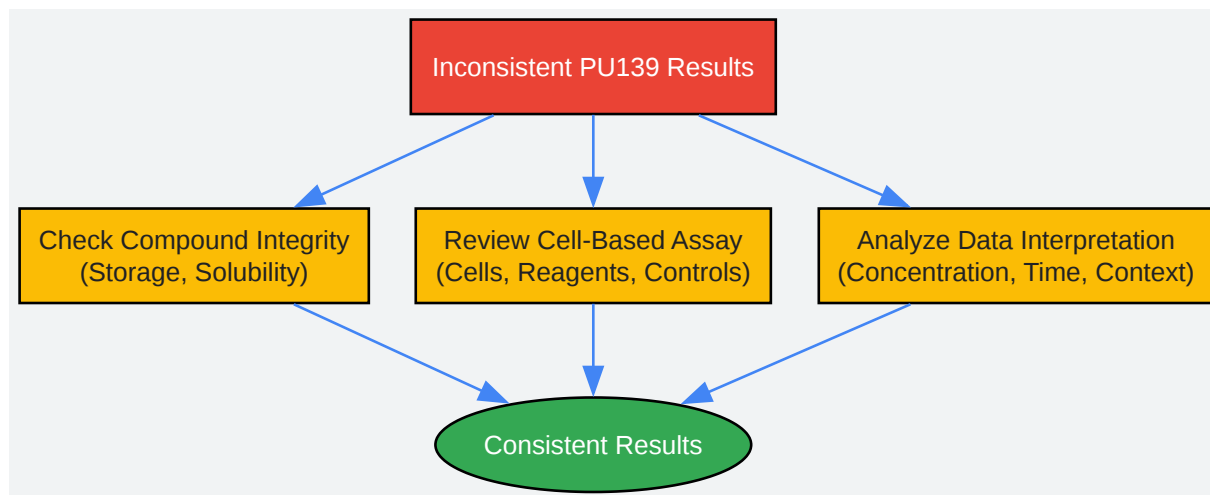 Inconsistent PU139 Results
Check Compound Integrity
(Storage, Solubility)
Review Cell-Based Assay
(Cells, Reagents, Controls)
Analyze Data Interpretation
(Concentration, Time, Context)
Consistent Results